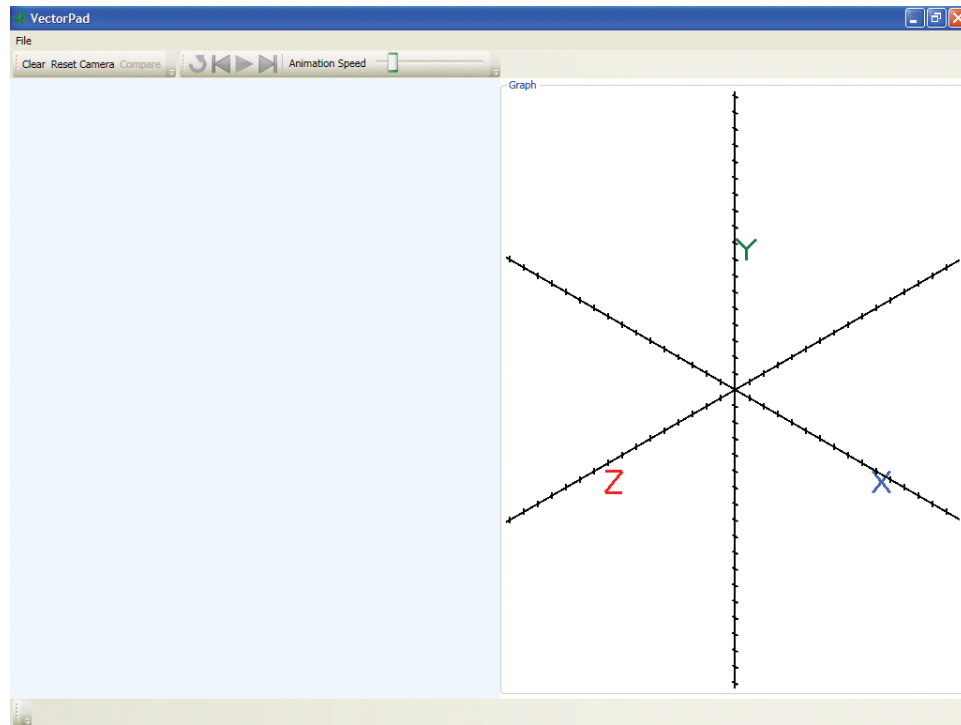 VectorPad
File
Clear Reset Camera Compare Animation Speed
Graph
Y
Z
X